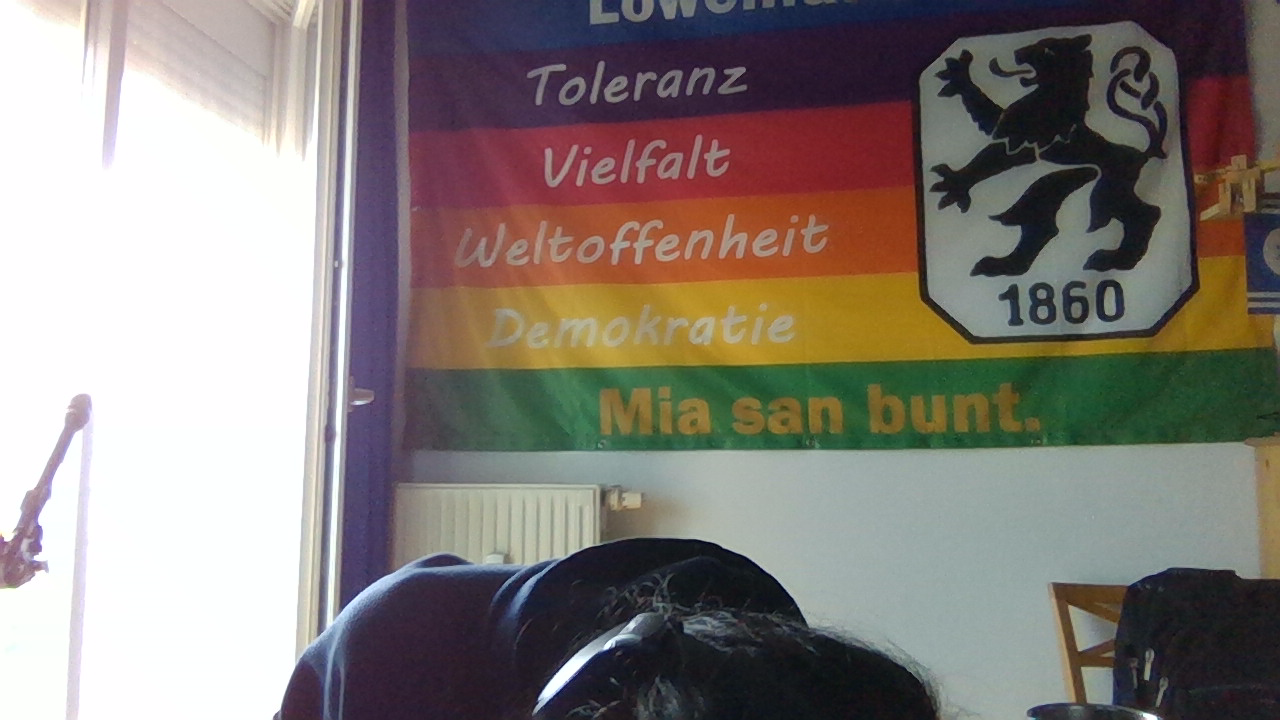 Toleranz
Vielfalt
Weltoffenheit
Demokratie
Mia san bunt.
1860